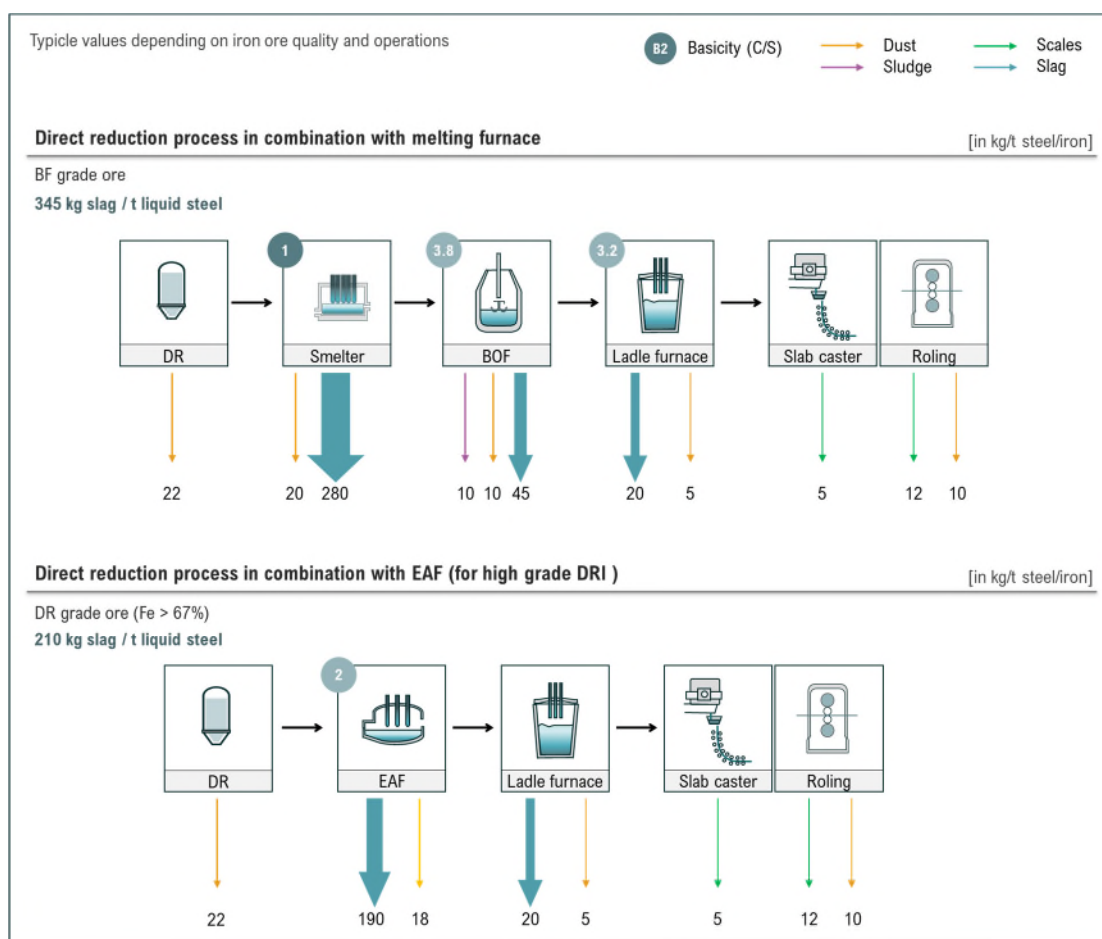 Typicle values depending on iron ore quality and operations
B2 Basicity (C/S)
Dust
Scales
Sludge
Slag
Direct reduction process in combination with melting furnace [in kg/t steel/iron]
BF grade ore
345 kg slag / t liquid steel
1 3.8 3.2
DR Smelter BOF Ladle furnace Slab caster Roling
22 20 280 10 10 45 20 5 5 12 10
Direct reduction process in combination with EAF (for high grade DRI ) [in kg/t steel/iron]
DR grade ore (Fe > 67%)
210 kg slag / t liquid steel
2
DR EAF Ladle furnace Slab caster Roling
22 190 18 20 5 5 12 10